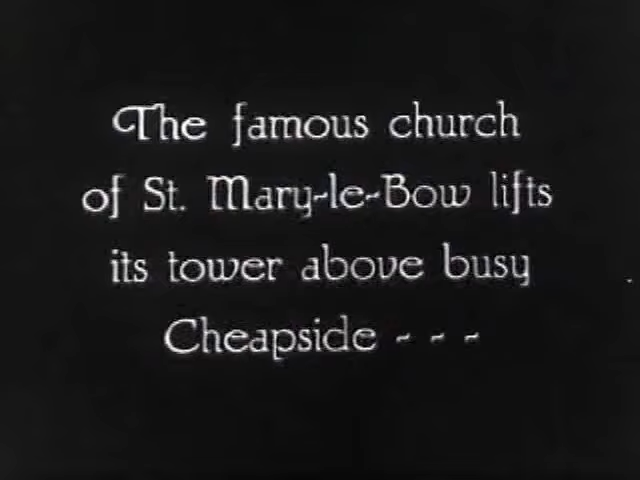 The famous church
of St. Mary-le-Bow lifts
its tower above busy
Cheapside - - -